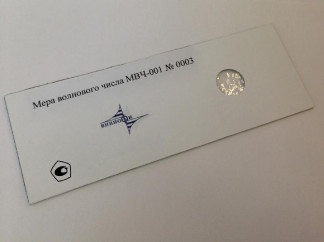 Мера волнового числа МВЧ-001 № 0003